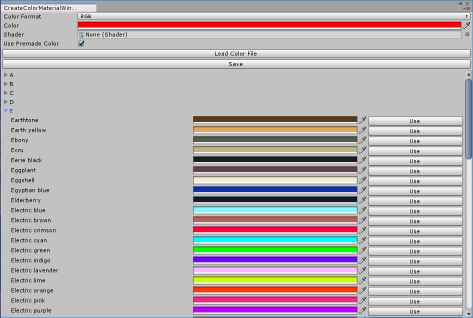 CreateColorMaterialWin...
Color Format RGB
Color
Shader None (Shader)
Use Premade Color
Load Color File
Save
A
B
C
D
E
Earthtone Use
Earth yellow Use
Ebony Use
Ecru Use
Eerie black Use
Eggplant Use
Eggshell Use
Egyptian blue Use
Elderberry Use
Electric blue Use
Electric brown Use
Electric crimson Use
Electric cyan Use
Electric green Use
Electric indigo Use
Electric lavender Use
Electric lime Use
Electric orange Use
Electric pink Use
Electric purple Use